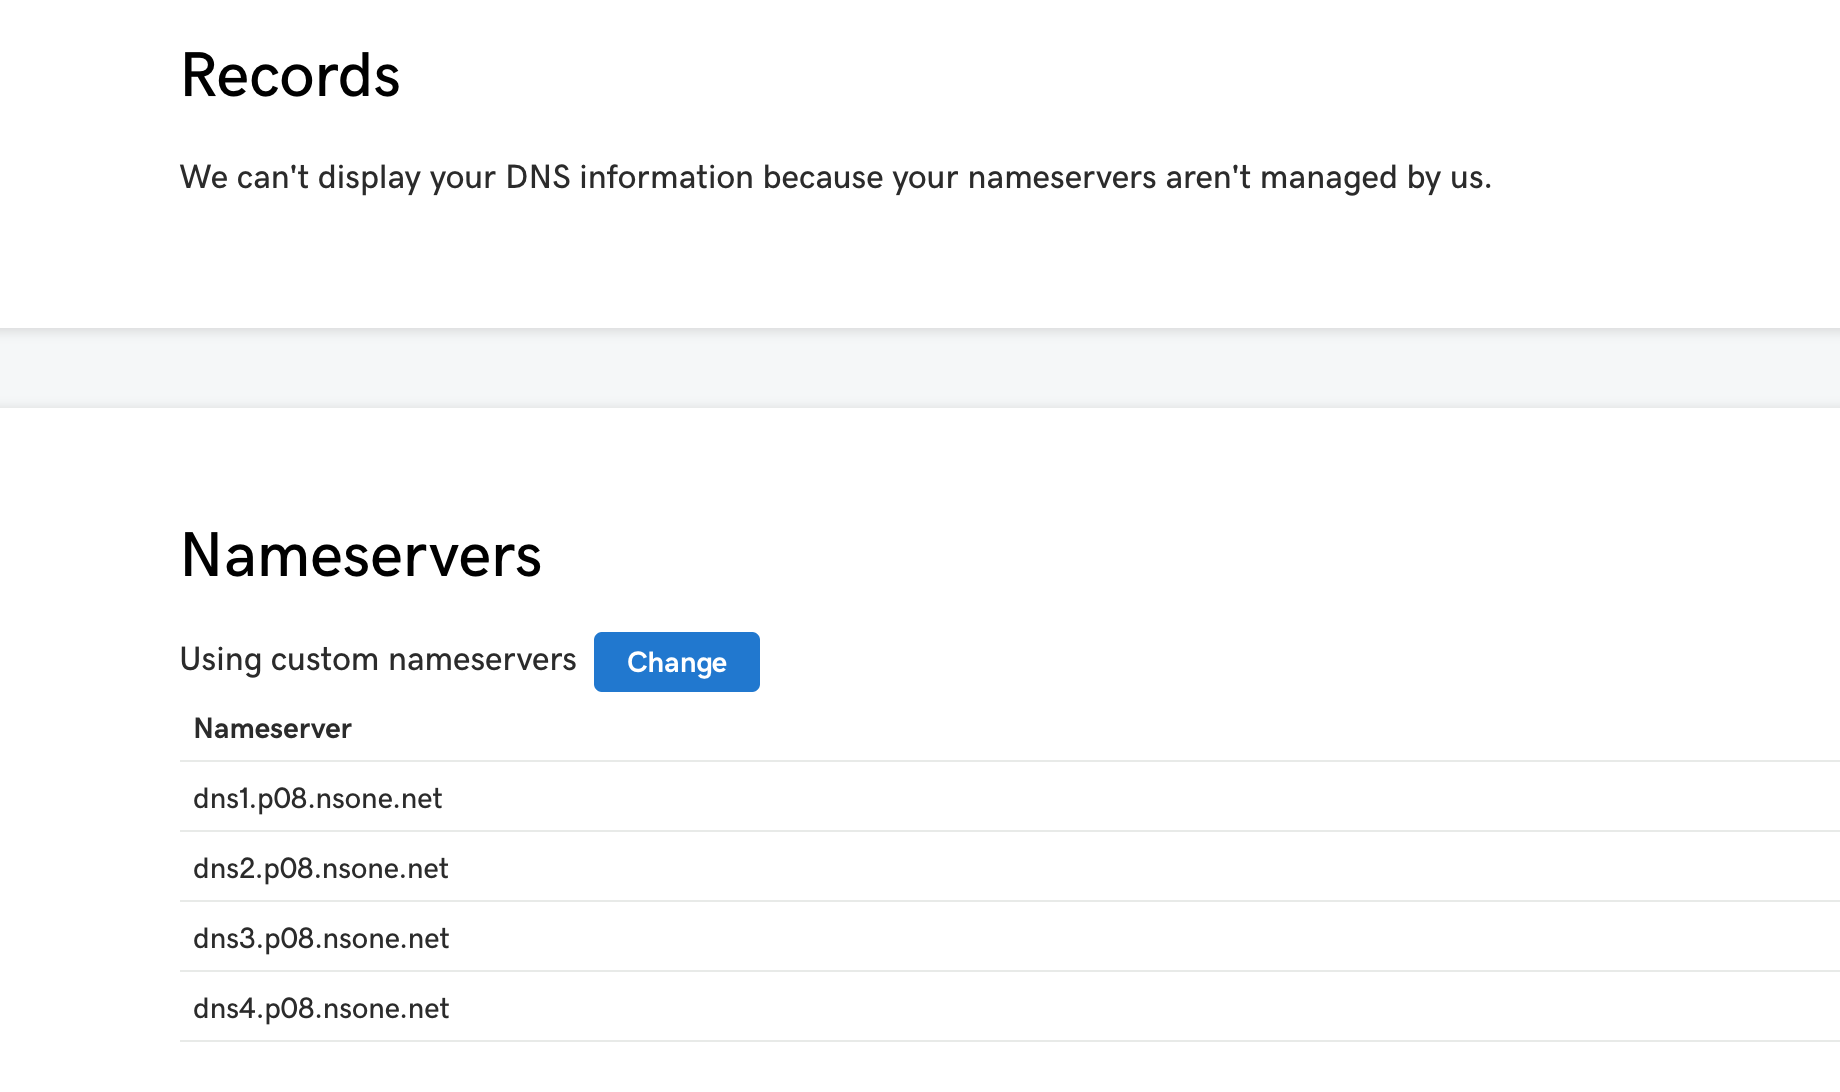 Records
We can't display your DNS information because your nameservers aren't managed by us.
Nameservers
Using custom nameservers Change
Nameserver
dns1.p08.nsone.net
dns2.p08.nsone.net
dns3.p08.nsone.net
dns4.p08.nsone.net